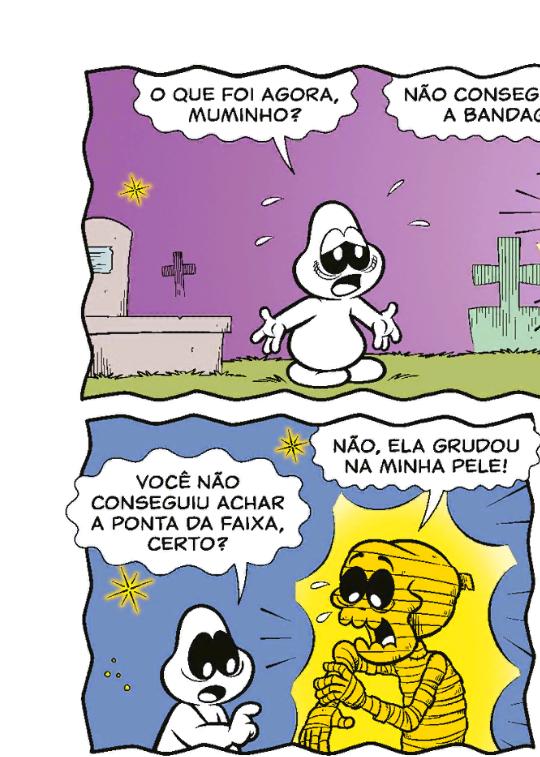 O QUE FOI AGORA,
MUMINHO?
NÃO CONSEG
A BANDAG
VOCÊ NÃO
CONSEGUIU ACHAR
A PONTA DA FAIXA,
CERTO?
NÃO, ELA GRUDOU
NA MINHA PELE!